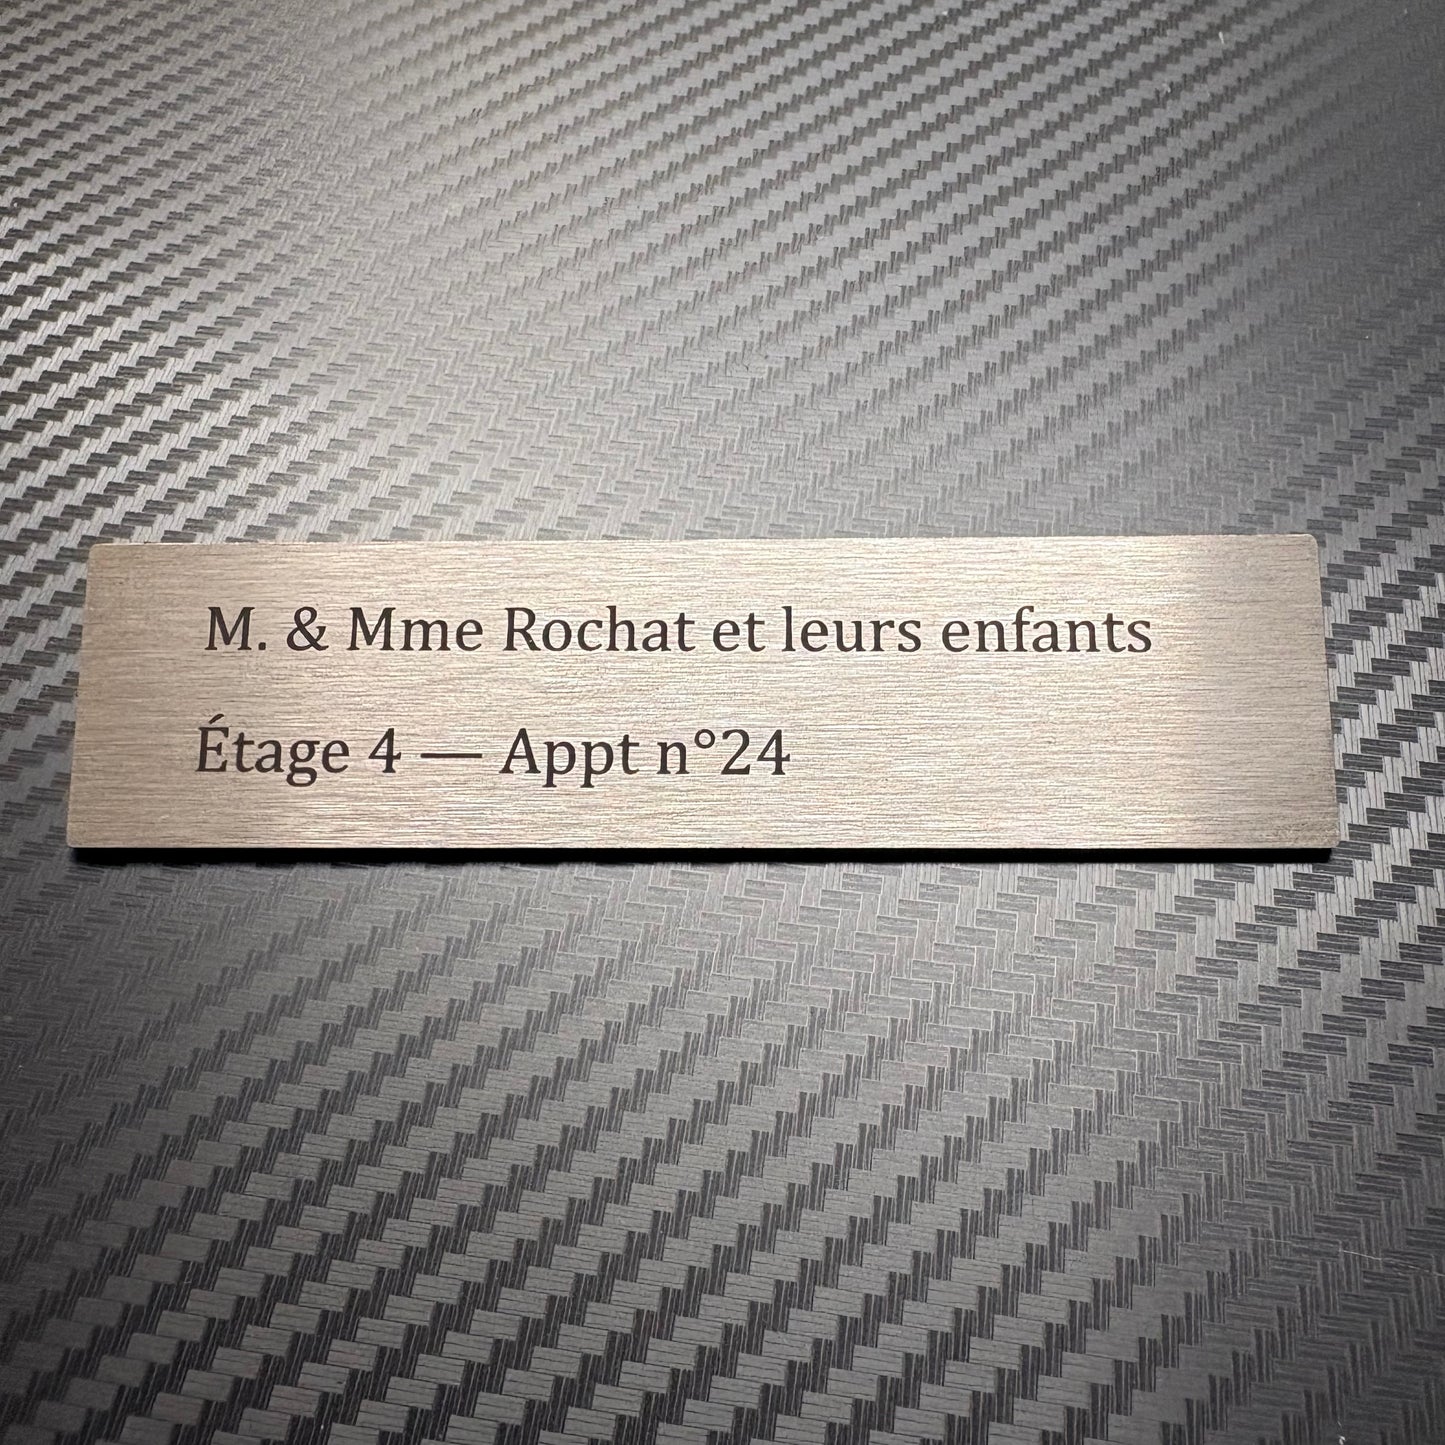 M. & Mme Rochat et leurs enfants
Étage 4 — Appt n°24